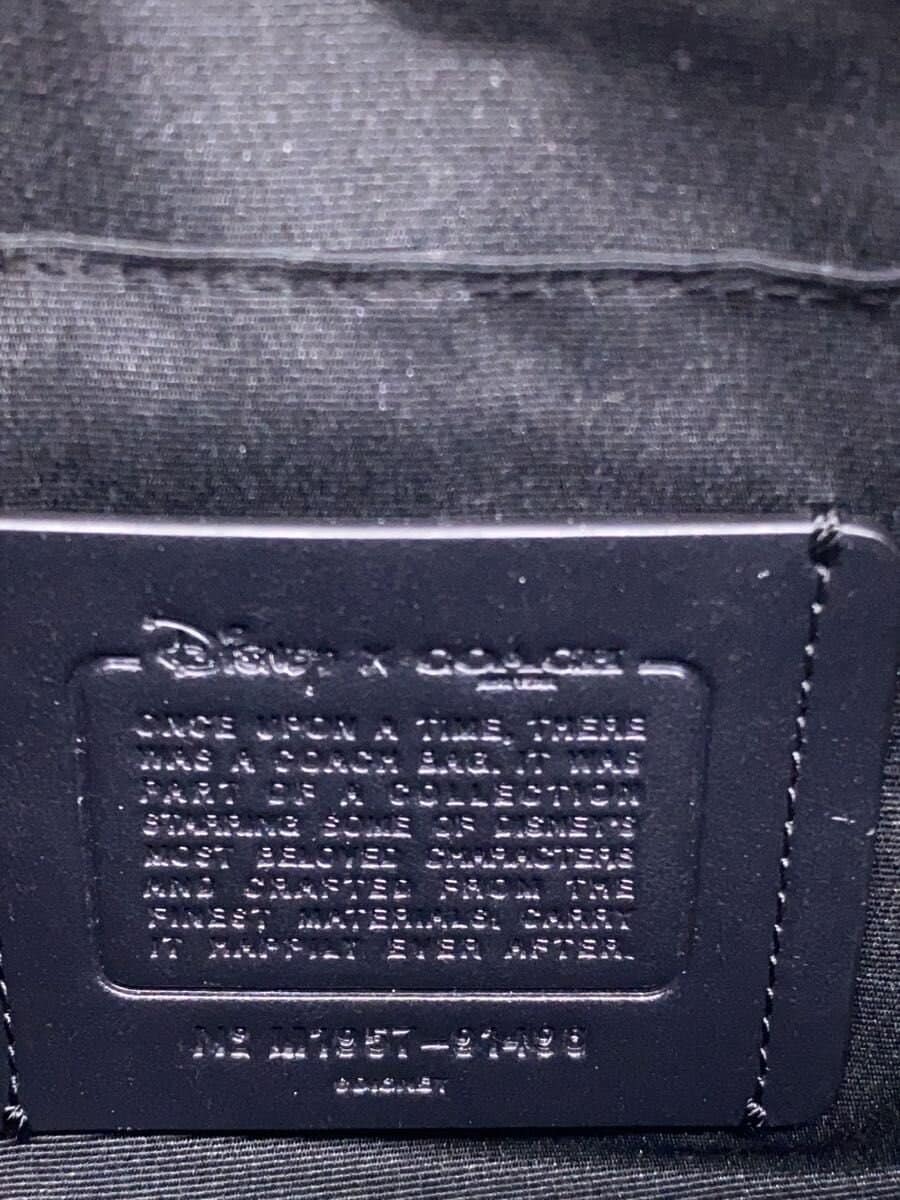 Disney X COACH
ONCE UPON A TIME, THERE
WAS A COACH BAG. IT WAS
PART OF A COLLECTION
STARRING SOME OF DISNEY'S
MOST BELOVED CHARACTERS
AND CRAFTED FROM THE
FINEST MATERIALS! CARRY
IT HAPPILY EVER AFTER.
©DISNEY